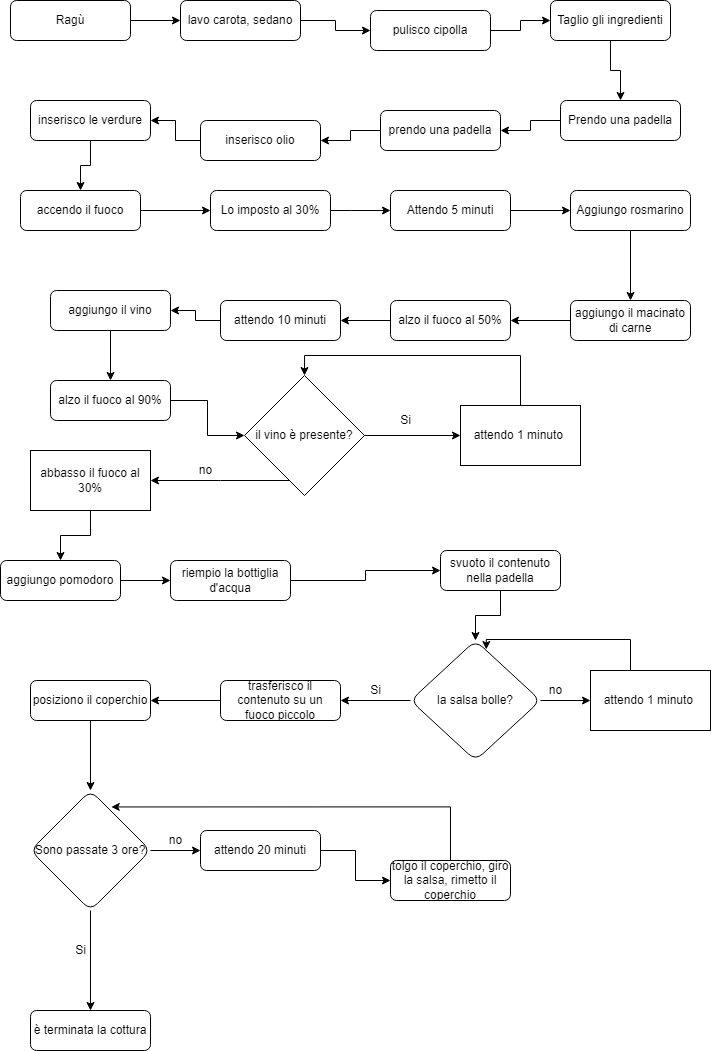 Ragù
lavo carota, sedano
pulisco cipolla
Taglio gli ingredienti
Prendo una padella
prendo una padella
inserisco olio
inserisco le verdure
accendo il fuoco
Lo imposto al 30%
Attendo 5 minuti
Aggiungo rosmarino
aggiungo il macinato
di carne
alzo il fuoco al 50%
attendo 10 minuti
aggiungo il vino
alzo il fuoco al 90%
il vino è presente?
Si
attendo 1 minuto
no
abbasso il fuoco al
30%
aggiungo pomodoro
riempio la bottiglia
d'acqua
svuoto il contenuto
nella padella
la salsa bolle?
no
attendo 1 minuto
Si
trasferisco il
contenuto su un
fuoco piccolo
posiziono il coperchio
Sono passate 3 ore?
no
attendo 20 minuti
tolgo il coperchio, giro
la salsa, rimetto il
coperchio
Si
è terminata la cottura